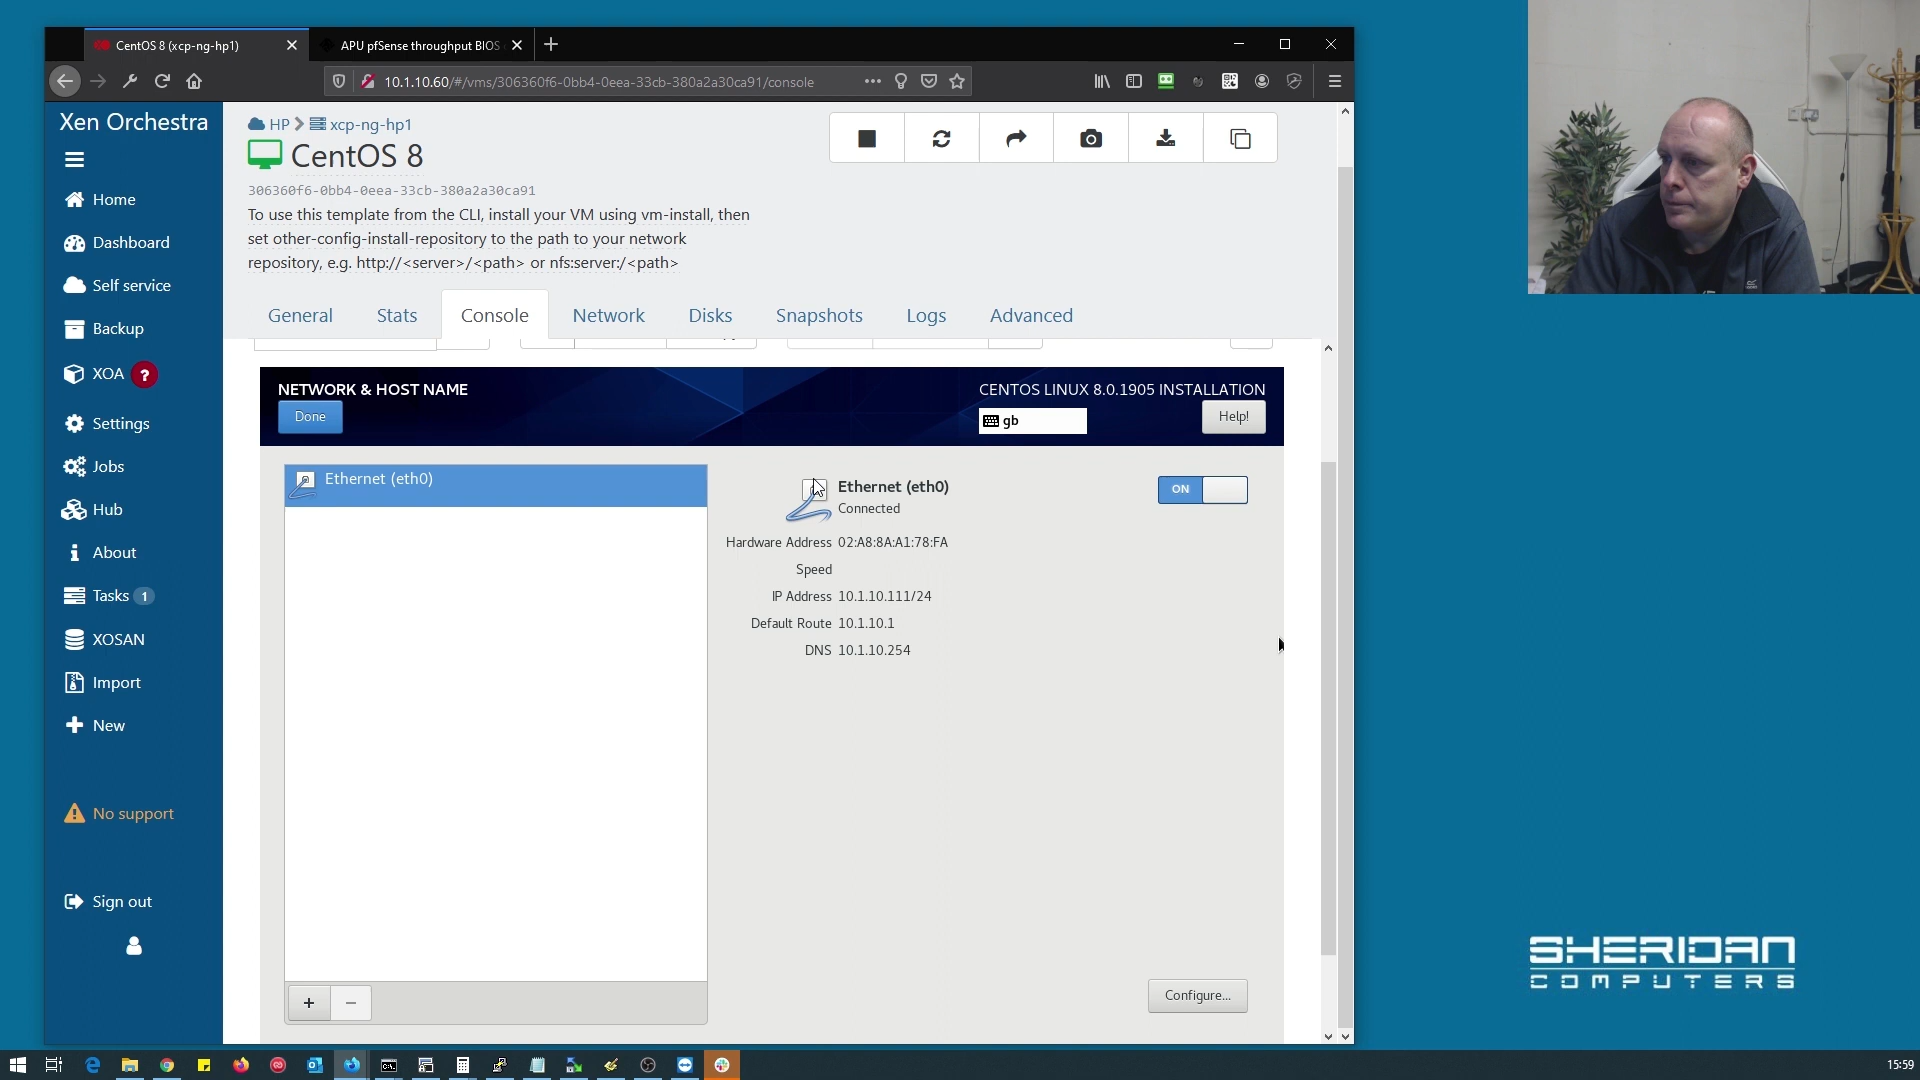 CentOS 8 (xcp-ng-hp1)
APU pfSense throughput BIOS
10.1.10.60/#/vms/306360f6-0bb4-0eea-33cb-380a2a30ca91/console
Xen Orchestra
Home
Dashboard
Self service
Backup
XOA ?
Settings
Jobs
Hub
About
Tasks 1
XOSAN
Import
New
No support
Sign out
HP xcp-ng-hp1
CentOS 8
306360f6-0bb4-0eea-33cb-380a2a30ca91
To use this template from the CLI, install your VM using vm-install, then
set other-config-install-repository to the path to your network
repository, e.g. http://<server>/<path> or nfs:server:/<path>
General Stats Console Network Disks Snapshots Logs Advanced
NETWORK & HOST NAME
Done
CENTOS LINUX 8.0.1905 INSTALLATION
gb
Help!
Ethernet (eth0)
Ethernet (eth0)
Connected
ON
Hardware Address 02:A8:8A:A1:78:FA
Speed
IP Address 10.1.10.111/24
Default Route 10.1.10.1
DNS 10.1.10.254
+ −
Configure...
SHERIDAN
COMPUTERS
15:59